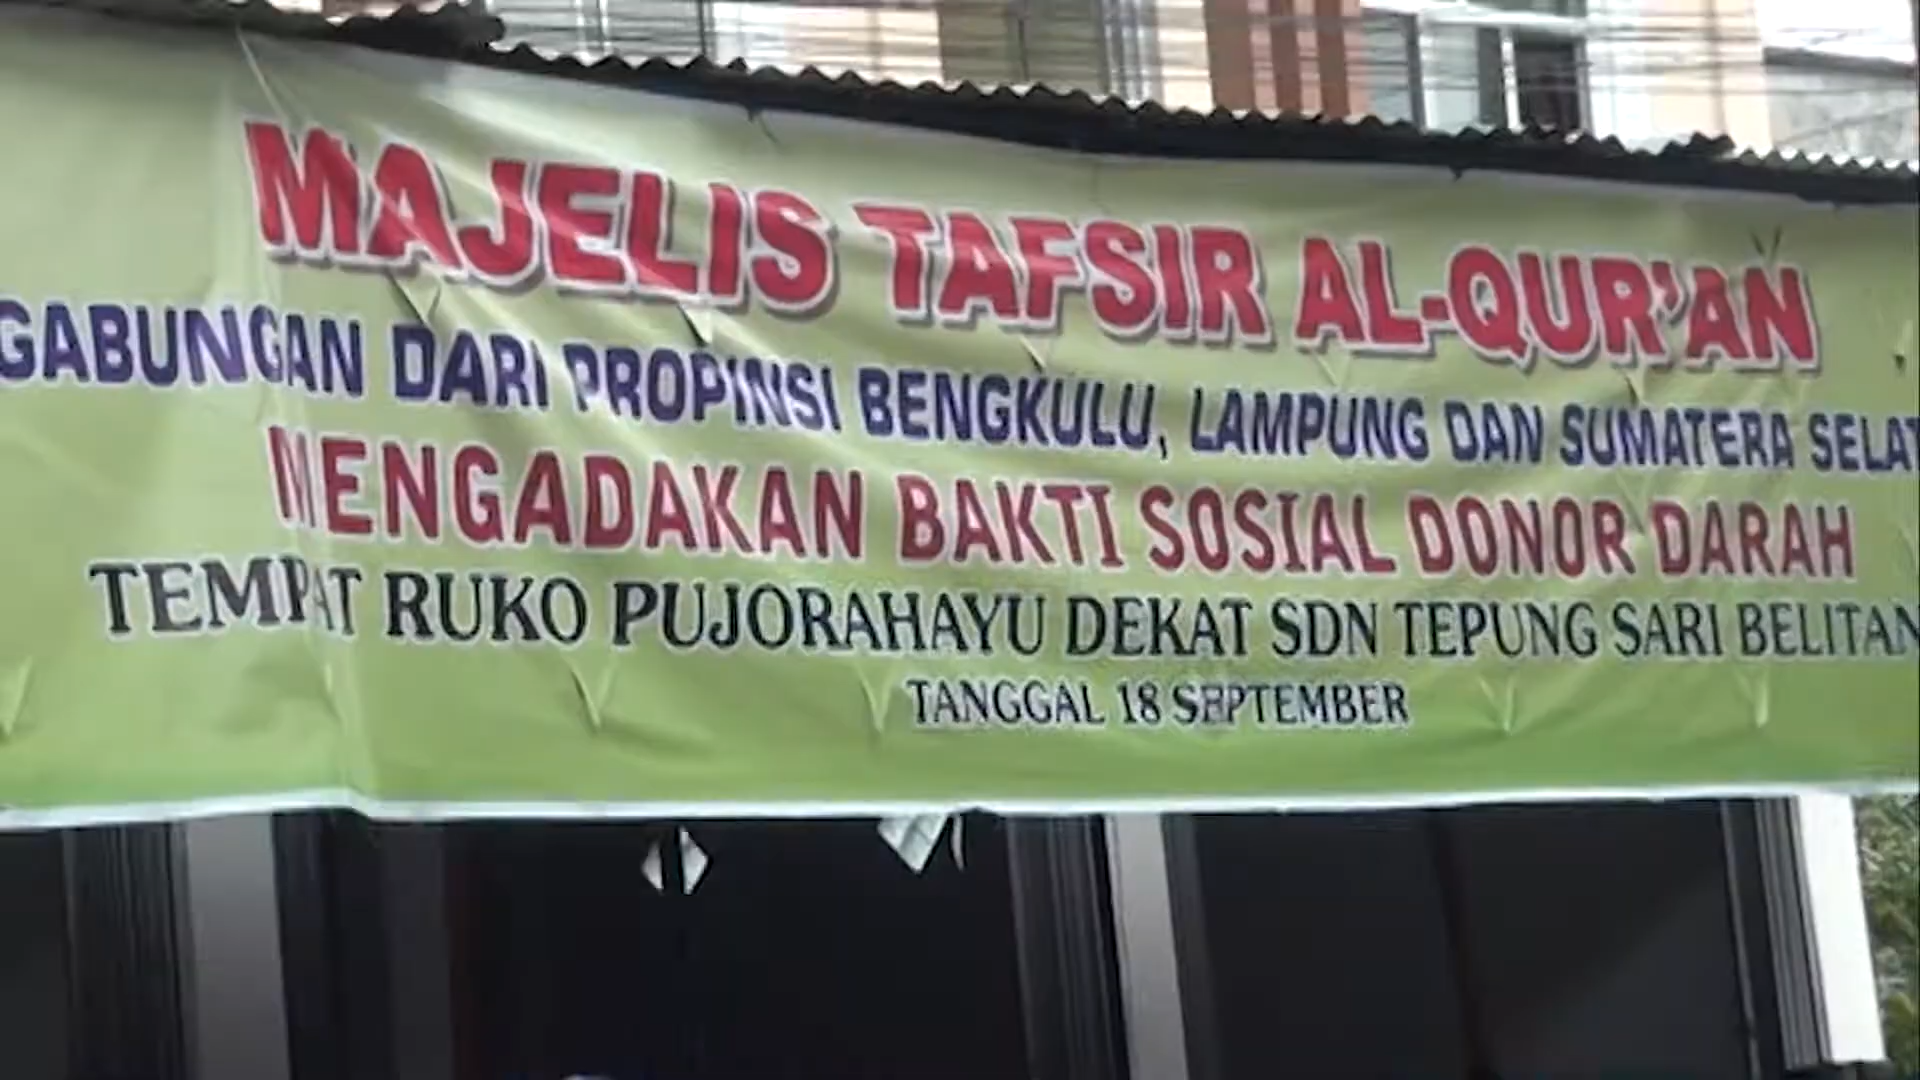 MAJELIS TAFSIR AL-QUR'AN
GABUNGAN DARI PROPINSI BENGKULU, LAMPUNG DAN SUMATERA SELAT
MENGADAKAN BAKTI SOSIAL DONOR DARAH
TEMPAT RUKO PUJORAHAYU DEKAT SDN TEPUNG SARI BELITAN
TANGGAL 18 SEPTEMBER